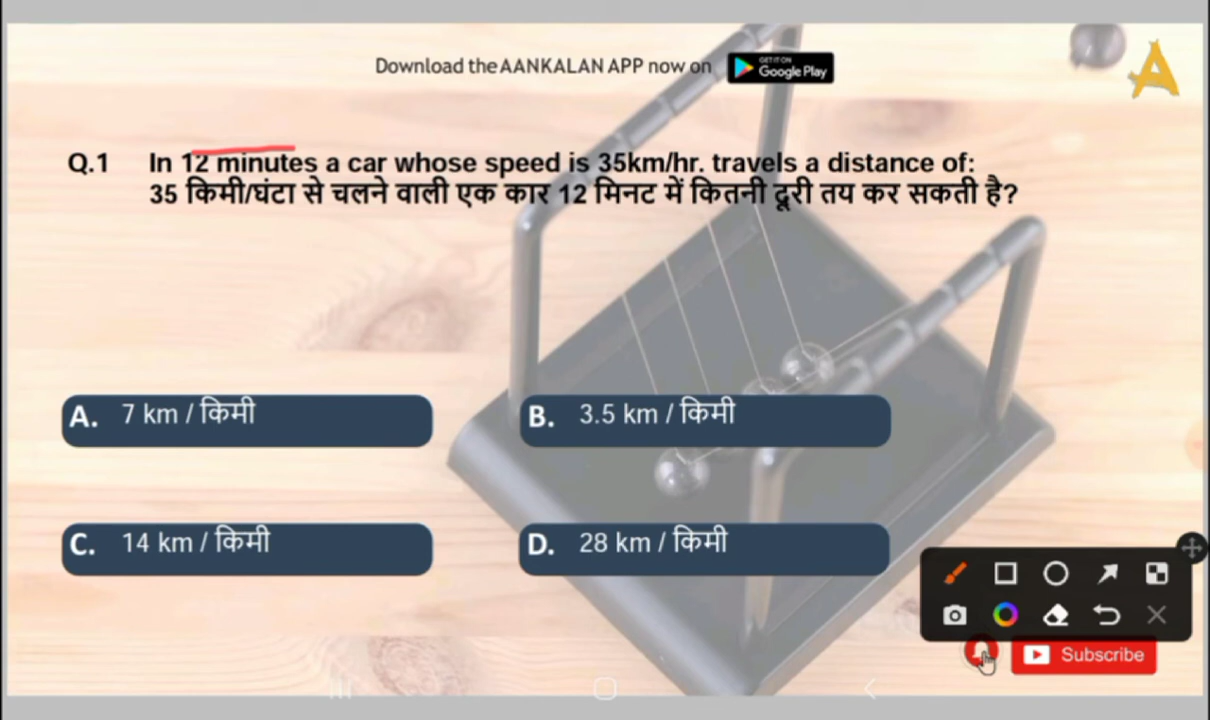 Download the AANKALAN APP now on
GET IT ON
Google Play
Q.1 In 12 minutes a car whose speed is 35km/hr. travels a distance of:
35 किमी/घंटा से चलने वाली एक कार 12 मिनट में कितनी दूरी तय कर सकती है?
A. 7 km / किमी
B. 3.5 km / किमी
C. 14 km / किमी
D. 28 km / किमी
Subscribe